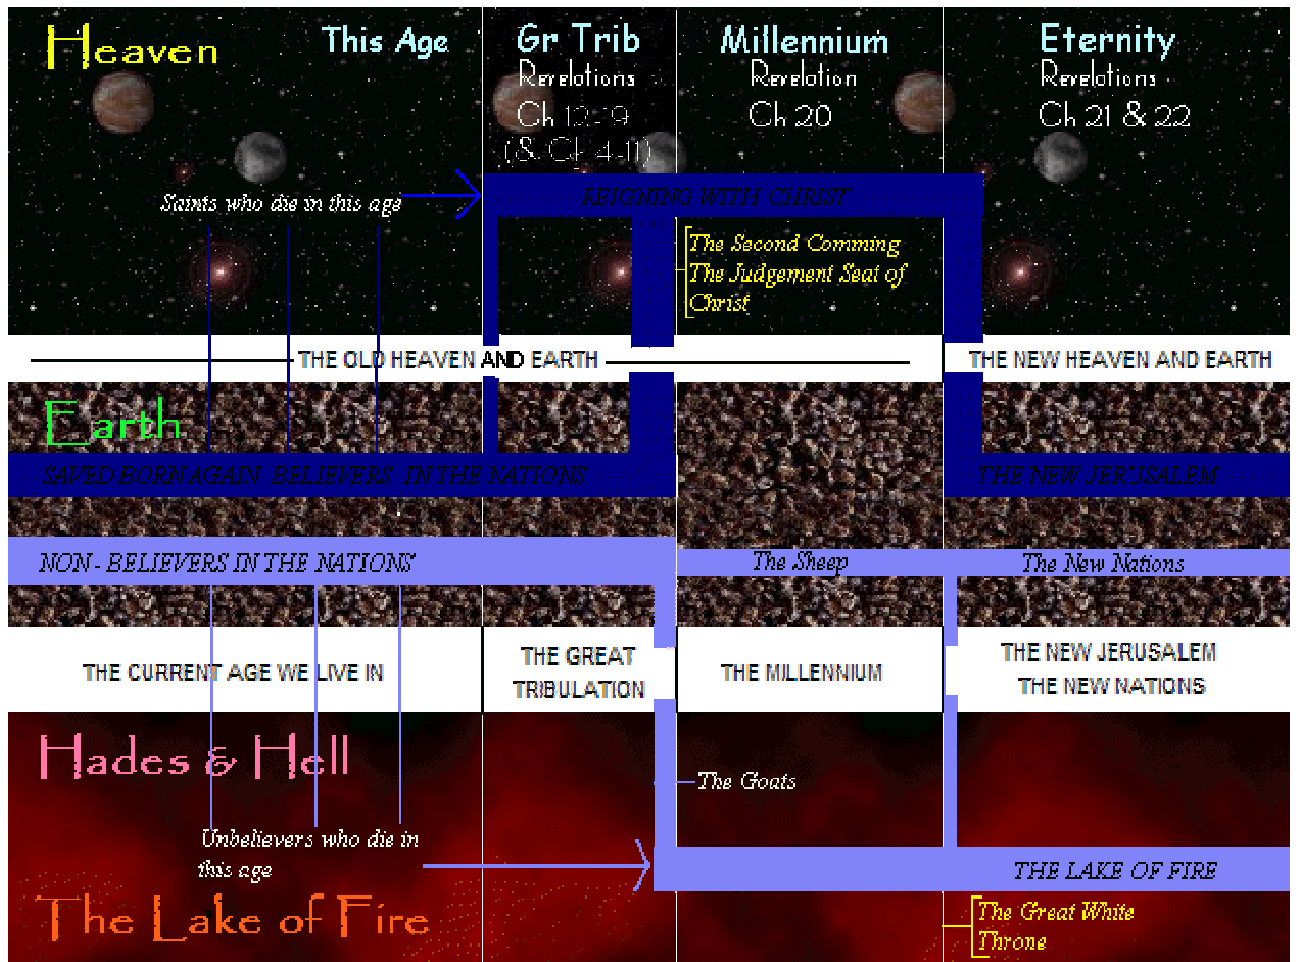 Heaven
This Age
Gr Trib
Millennium
Eternity
Revelations
Revelation
Revelations
Ch 12-19
Ch 20
Ch 21 & 22
(& Ch 4-11)
Saints who die in this age
REIGNING WITH CHRIST
The Second Comming
The Judgement Seat of
Christ
THE OLD HEAVEN AND EARTH
THE NEW HEAVEN AND EARTH
Earth
SAVED BORN AGAIN BELIEVERS IN THE NATIONS
THE NEW JERUSALEM
NON - BELIEVERS IN THE NATIONS
The Sheep
The New Nations
THE CURRENT AGE WE LIVE IN
THE GREAT
TRIBULATION
THE MILLENNIUM
THE NEW JERUSALEM
THE NEW NATIONS
Hades & Hell
The Goats
Unbelievers who die in
this age
THE LAKE OF FIRE
The Lake of Fire
The Great White
Throne